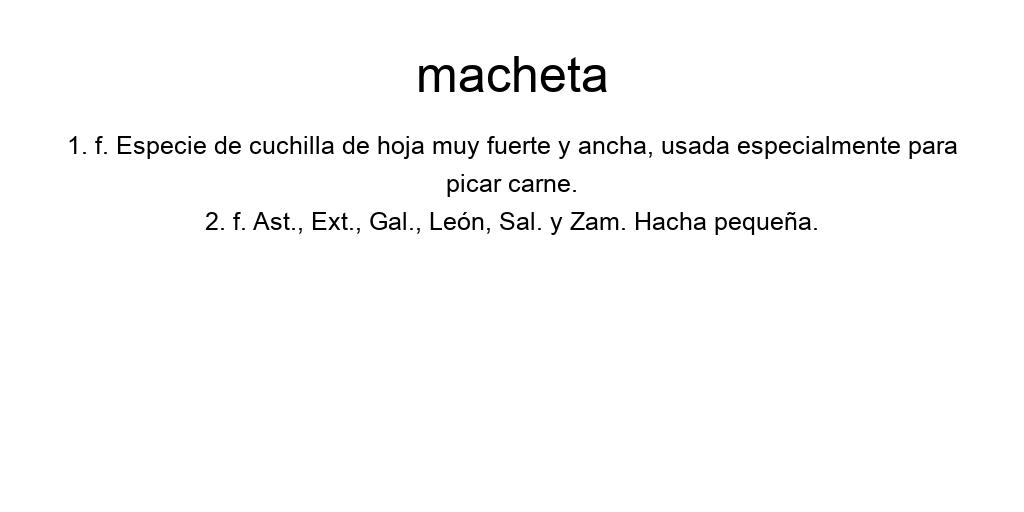 macheta
1. f. Especie de cuchilla de hoja muy fuerte y ancha, usada especialmente para
picar carne.
2. f. Ast., Ext., Gal., León, Sal. y Zam. Hacha pequeña.